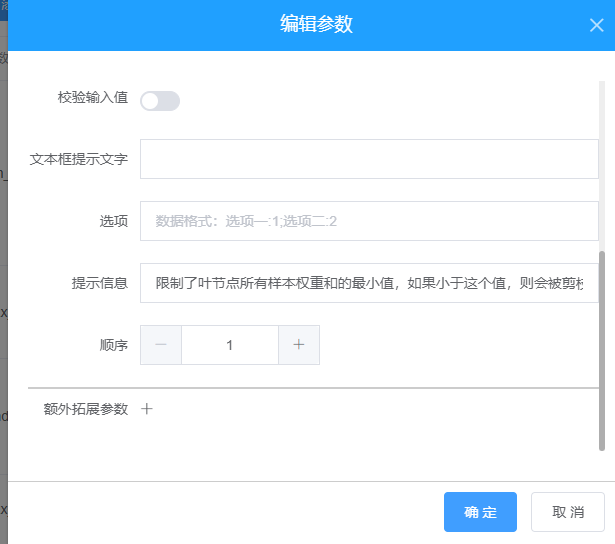 编辑参数
校验输入值
文本框提示文字
选项 数据格式：选项一:1;选项二:2
提示信息 限制了叶节点所有样本权重和的最小值，如果小于这个值，则会被剪
顺序 1
额外拓展参数
确 定 取 消